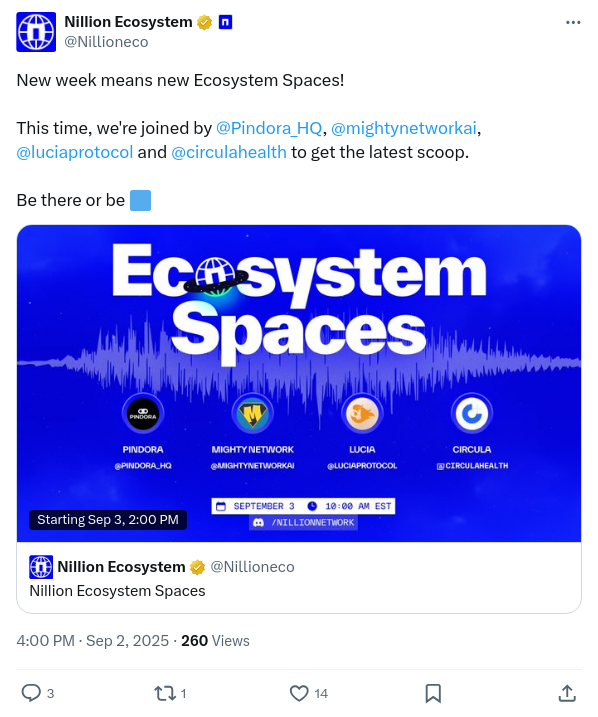 Nillion Ecosystem
@Nillioneco
New week means new Ecosystem Spaces!
This time, we're joined by @Pindora_HQ, @mightynetworkai,
@luciaprotocol and @circulahealth to get the latest scoop.
Be there or be 🟦
Ecosystem
Spaces
PINDORA
PINDORA MIGHTY NETWORK LUCIA CIRCULA
@PINDORA_HQ @MIGHTYNETWORKAI @LUCIAPROTOCOL @CIRCULAHEALTH
SEPTEMBER 3 10:00 AM EST
Starting Sep 3, 2:00 PM
/NILLIONNETWORK
Nillion Ecosystem @Nillioneco
Nillion Ecosystem Spaces
4:00 PM · Sep 2, 2025 · 260 Views
3 1 14